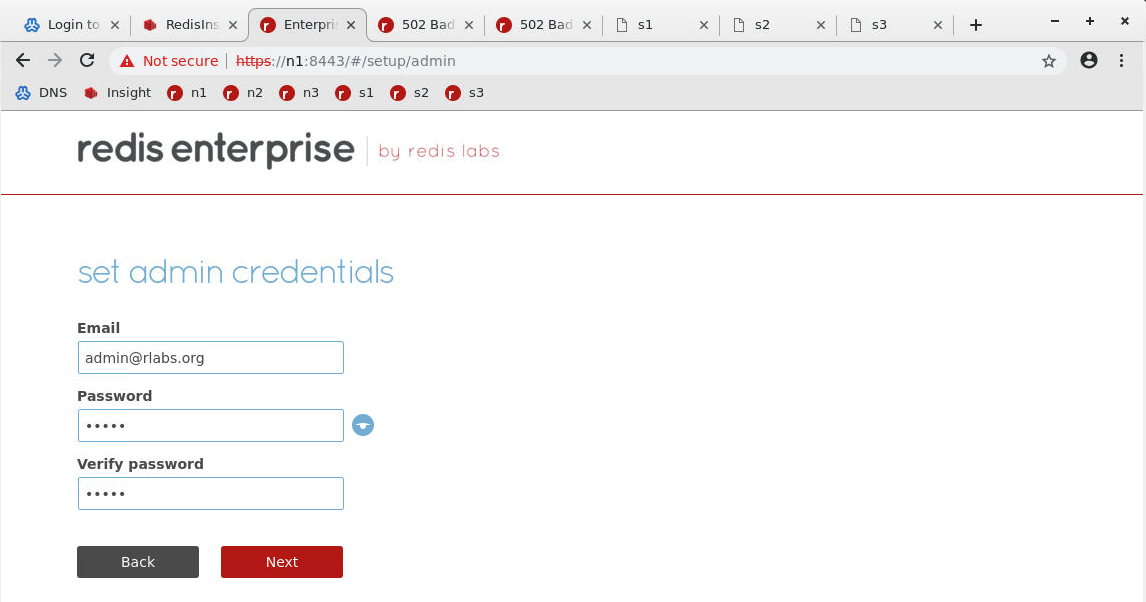 Login to RedisIns Enterpri 502 Bad 502 Bad s1 s2 s3
Not secure https://n1:8443/#/setup/admin
DNS Insight n1 n2 n3 s1 s2 s3
redis enterprise by redis labs
set admin credentials
Email
admin@rlabs.org
Password
•••••
Verify password
•••••
Back Next